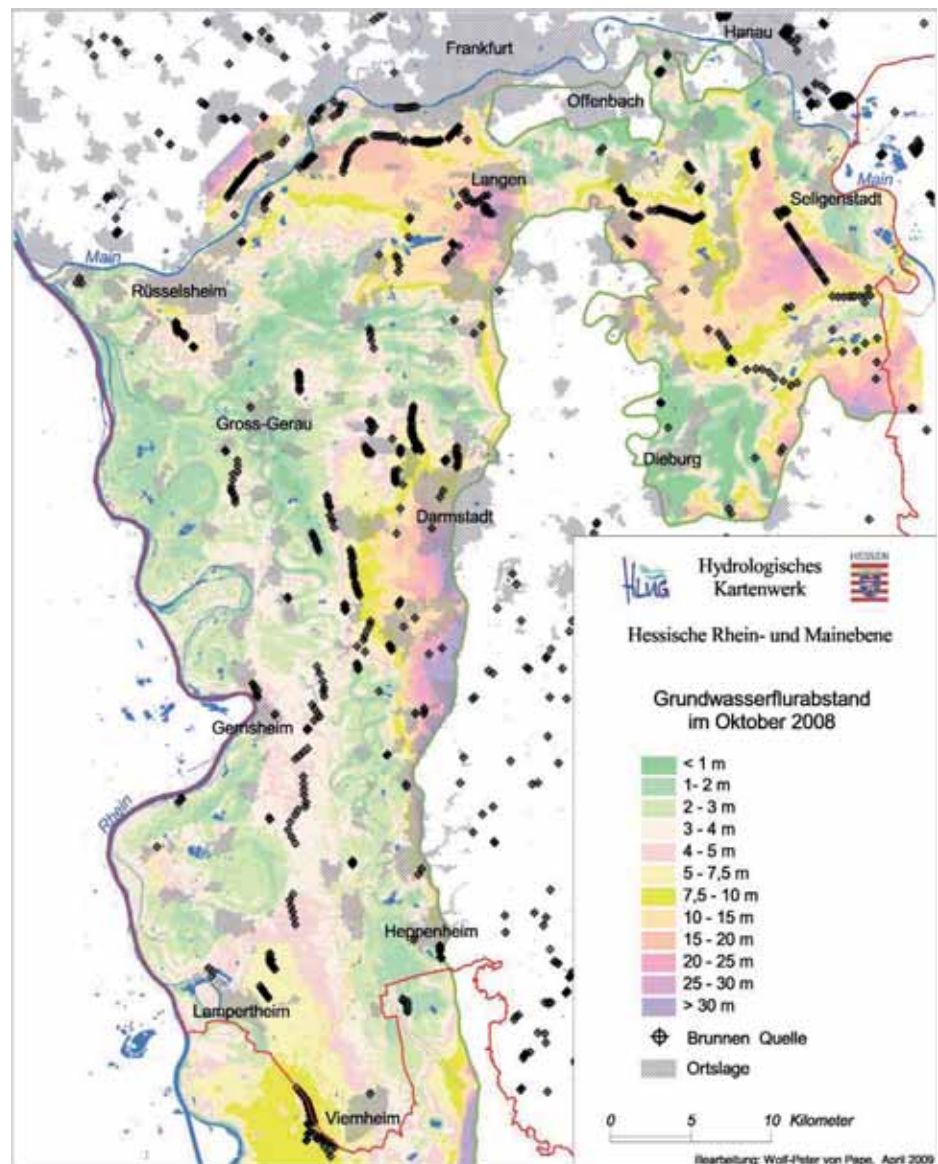 Frankfurt
Hanau
Offenbach
Main
Langen
Seligenstadt
Main
Rüsselsheim
Gross-Gerau
Dieburg
Darmstadt
Gernsheim
Rhein
Heppenheim
Lampertheim
Viernheim
HLUG
Hydrologisches
Kartenwerk
HESSEN
Hessische Rhein- und Mainebene
Grundwasserflurabstand
im Oktober 2008
< 1 m
1- 2 m
2 - 3 m
3 - 4 m
4 - 5 m
5 - 7,5 m
7,5 - 10 m
10 - 15 m
15 - 20 m
20 - 25 m
25 - 30 m
> 30 m
Brunnen Quelle
Ortslage
0 5 10 Kilometer
Bearbeitung: Wolf-Peter von Pape, April 2009